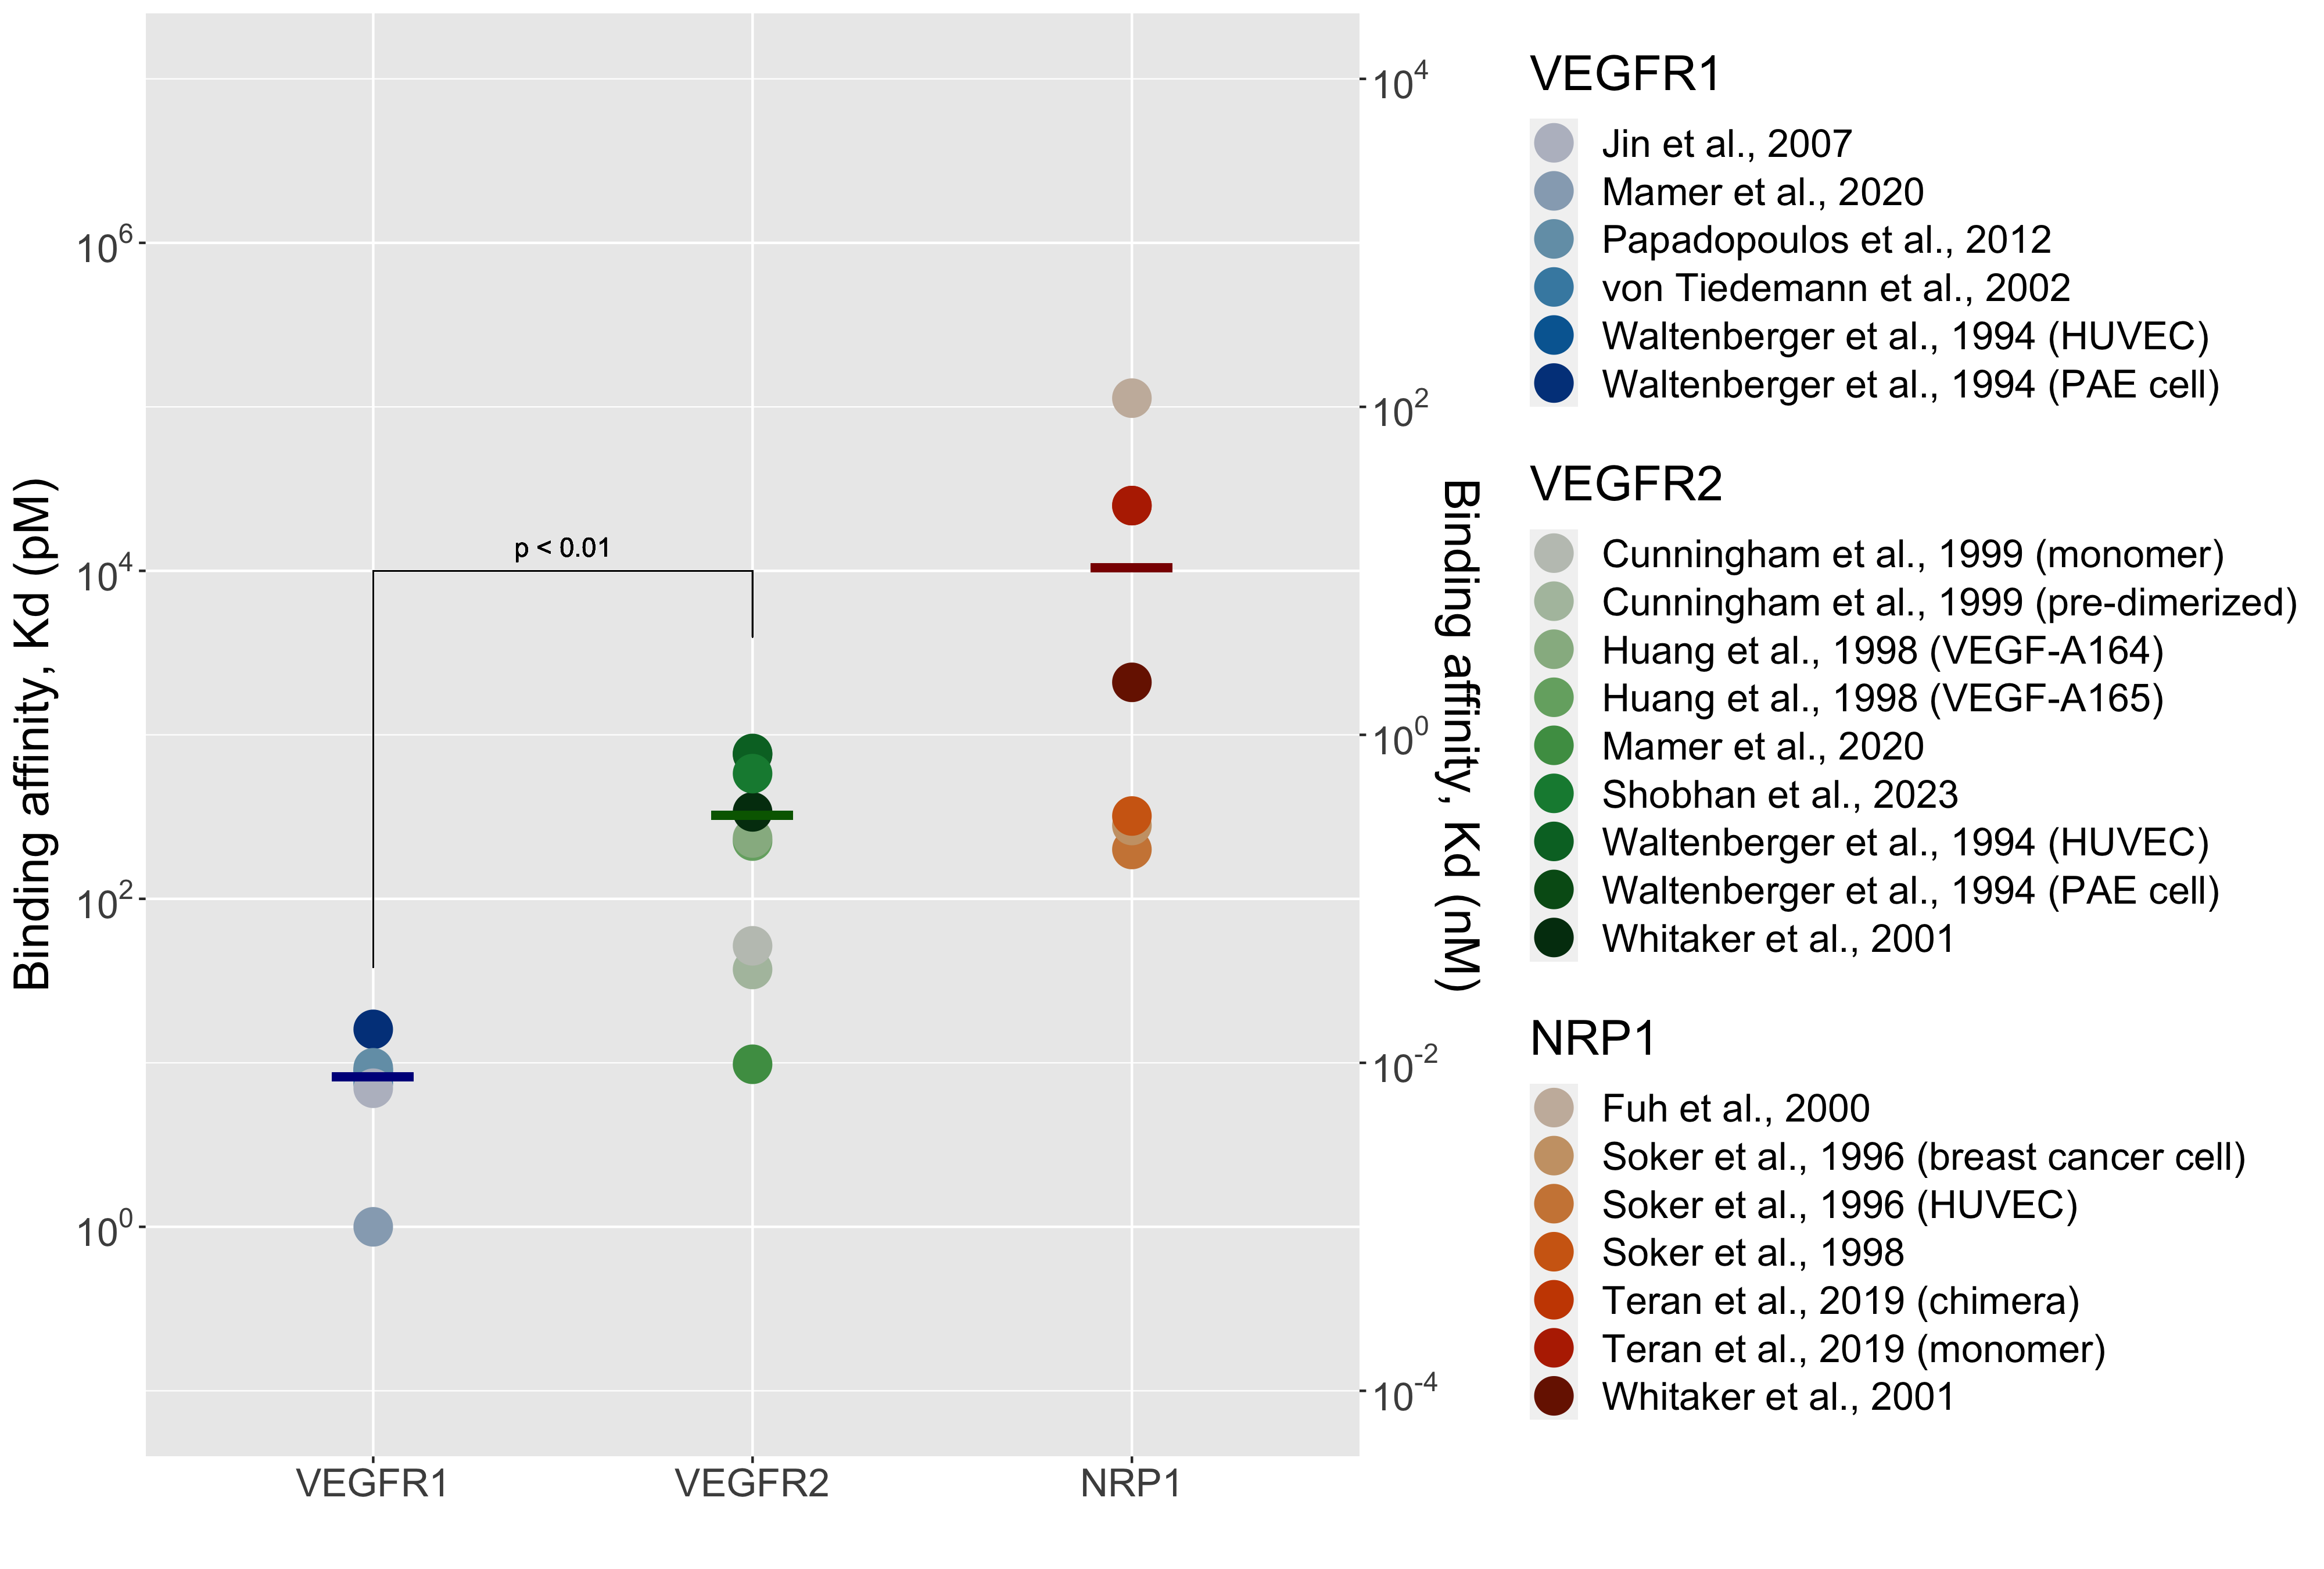 Binding affinity, Kd (pM)
10^6
10^4
10^2
10^0
p < 0.01
10^4
10^2
10^0
10^-2
10^-4
Binding affinity, Kd (nM)
VEGFR1
VEGFR2
NRP1
VEGFR1
Jin et al., 2007
Mamer et al., 2020
Papadopoulos et al., 2012
von Tiedemann et al., 2002
Waltenberger et al., 1994 (HUVEC)
Waltenberger et al., 1994 (PAE cell)
VEGFR2
Cunningham et al., 1999 (monomer)
Cunningham et al., 1999 (pre-dimerized)
Huang et al., 1998 (VEGF-A164)
Huang et al., 1998 (VEGF-A165)
Mamer et al., 2020
Shobhan et al., 2023
Waltenberger et al., 1994 (HUVEC)
Waltenberger et al., 1994 (PAE cell)
Whitaker et al., 2001
NRP1
Fuh et al., 2000
Soker et al., 1996 (breast cancer cell)
Soker et al., 1996 (HUVEC)
Soker et al., 1998
Teran et al., 2019 (chimera)
Teran et al., 2019 (monomer)
Whitaker et al., 2001